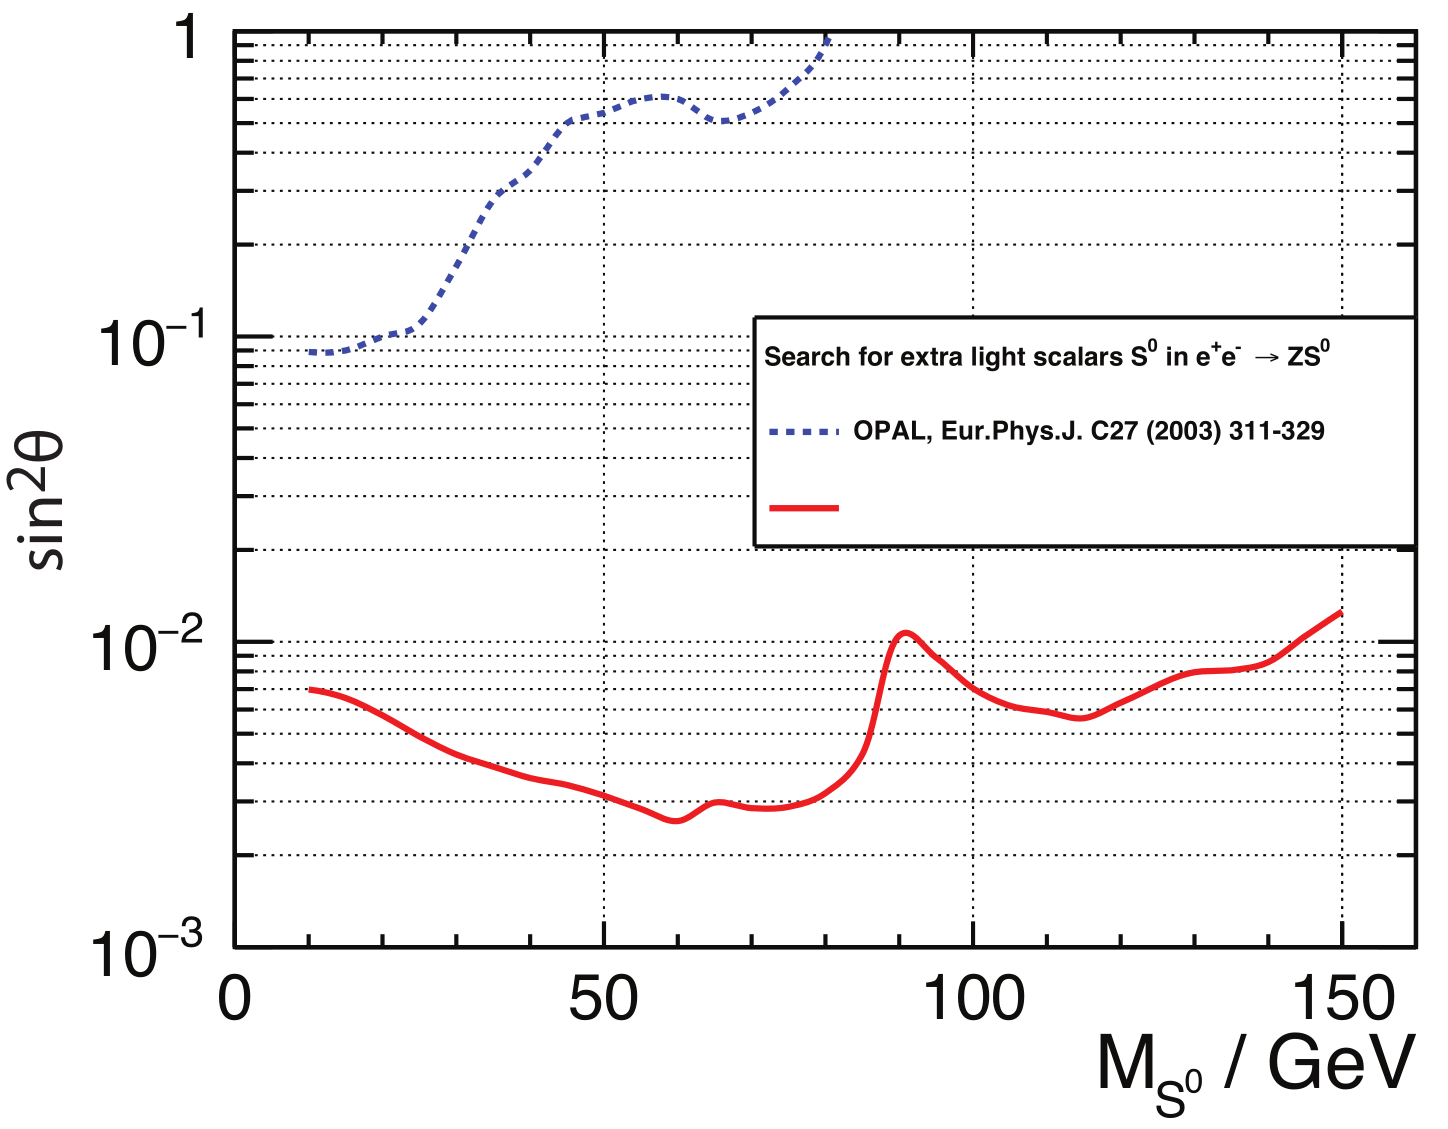 1
10⁻¹
10⁻²
10⁻³
sin²θ
Search for extra light scalars S⁰ in e⁺e⁻ → ZS⁰
OPAL, Eur.Phys.J. C27 (2003) 311-329
0 50 100 150
M_S⁰ / GeV